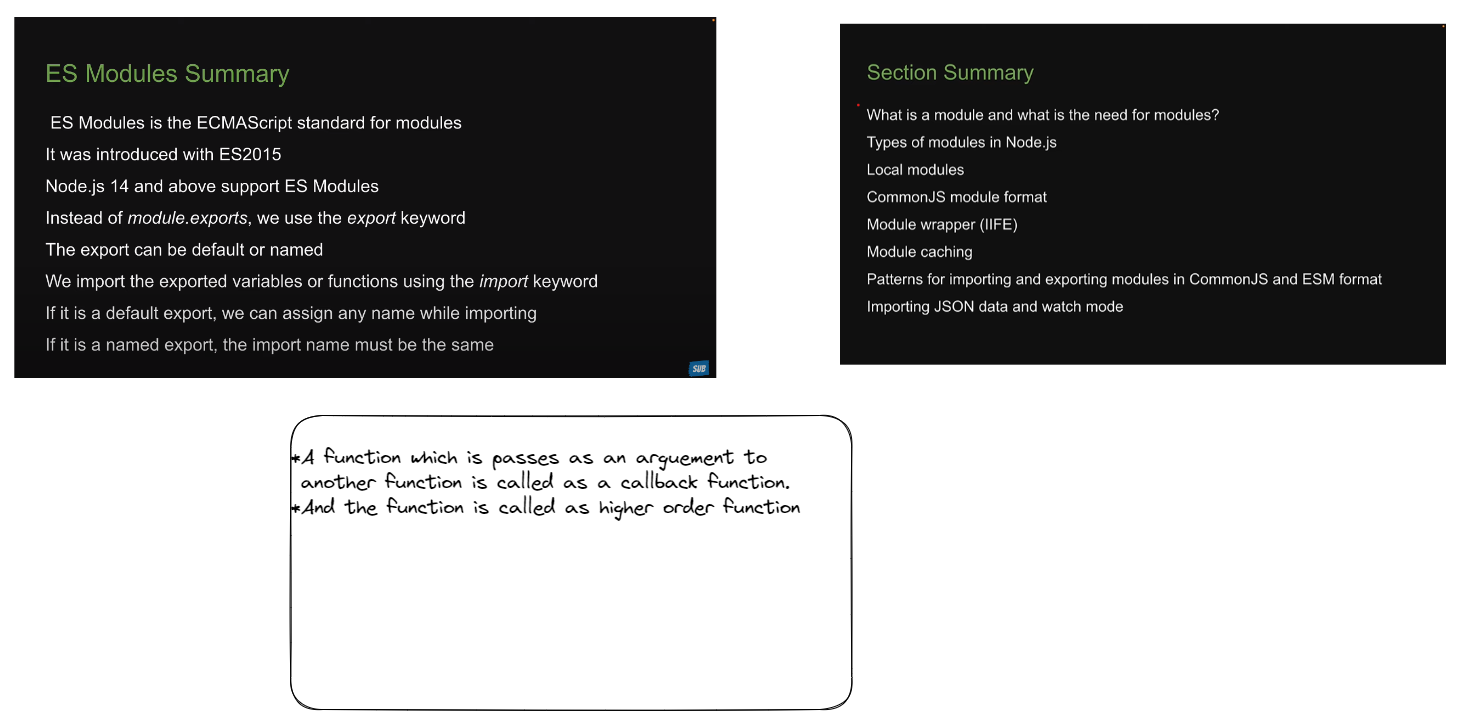 ES Modules Summary
ES Modules is the ECMAScript standard for modules
It was introduced with ES2015
Node.js 14 and above support ES Modules
Instead of module.exports, we use the export keyword
The export can be default or named
We import the exported variables or functions using the import keyword
If it is a default export, we can assign any name while importing
If it is a named export, the import name must be the same
SUB
Section Summary
What is a module and what is the need for modules?
Types of modules in Node.js
Local modules
CommonJS module format
Module wrapper (IIFE)
Module caching
Patterns for importing and exporting modules in CommonJS and ESM format
Importing JSON data and watch mode
*A function which is passes as an arguement to
another function is called as a callback function.
*And the function is called as higher order function